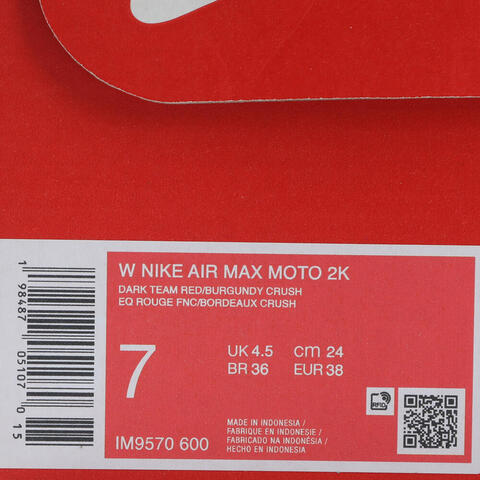 W NIKE AIR MAX MOTO 2K
DARK TEAM RED/BURGUNDY CRUSH
EQ ROUGE FNC/BORDEAUX CRUSH
7
UK 4.5 cm 24
BR 36 EUR 38
IM9570 600
MADE IN INDONESIA /
FABRIQUE EN INDONESIE /
FABRICADO NA INDONÉSIA /
HECHO EN INDONESIA
RFID
1 98487 05107 0 15